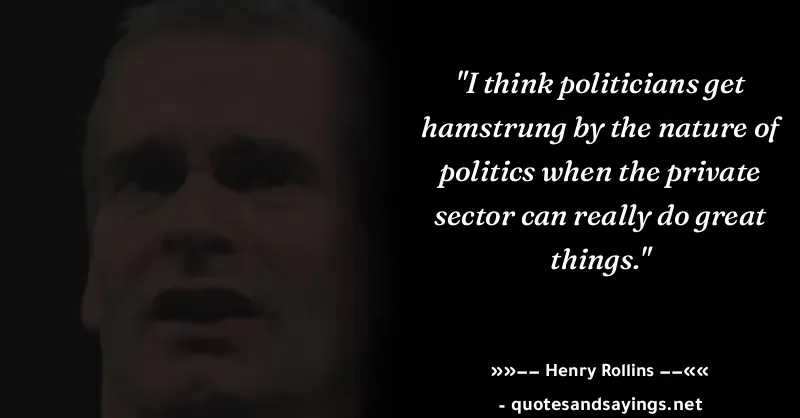 "I think politicians get
hamstrung by the nature of
politics when the private
sector can really do great
things."
»»−− Henry Rollins −−««
- quotesandsayings.net